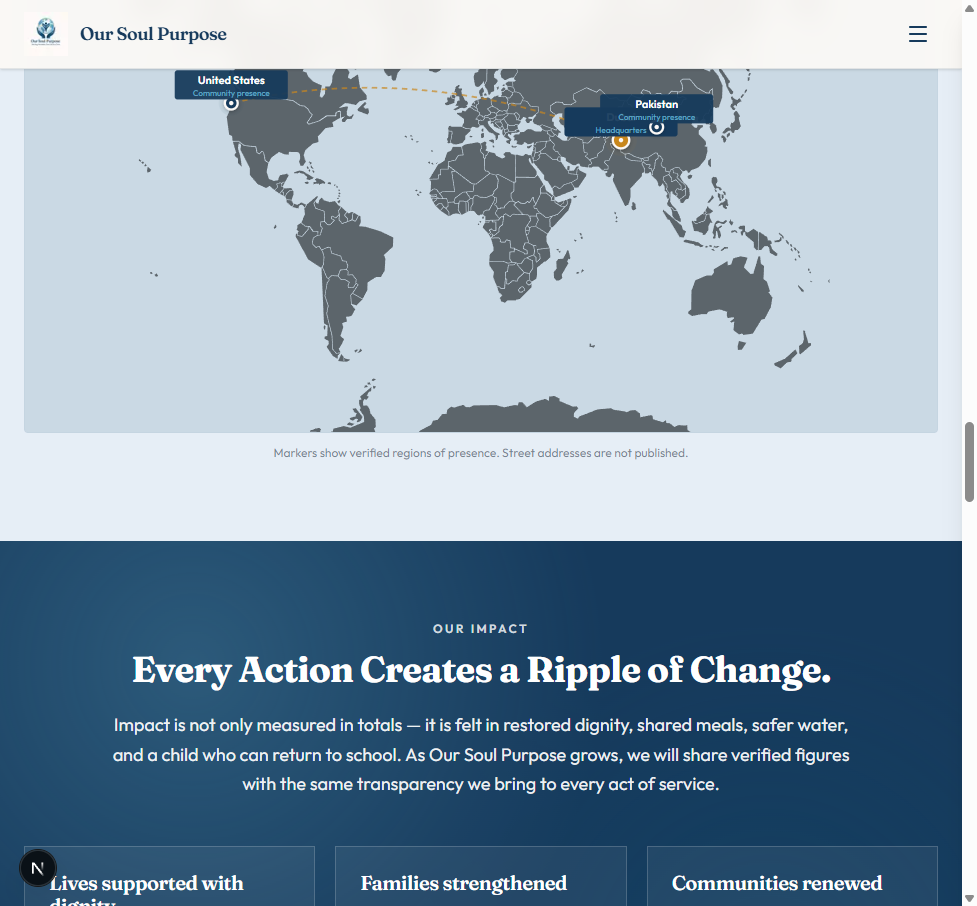 Our Soul Purpose
Our Soul Purpose
United States
Community presence
Pakistan
Community presence
Headquarters
Markers show verified regions of presence. Street addresses are not published.
OUR IMPACT
Every Action Creates a Ripple of Change.
Impact is not only measured in totals — it is felt in restored dignity, shared meals, safer water,
and a child who can return to school. As Our Soul Purpose grows, we will share verified figures
with the same transparency we bring to every act of service.
N
Lives supported with
dignity
Families strengthened
Communities renewed